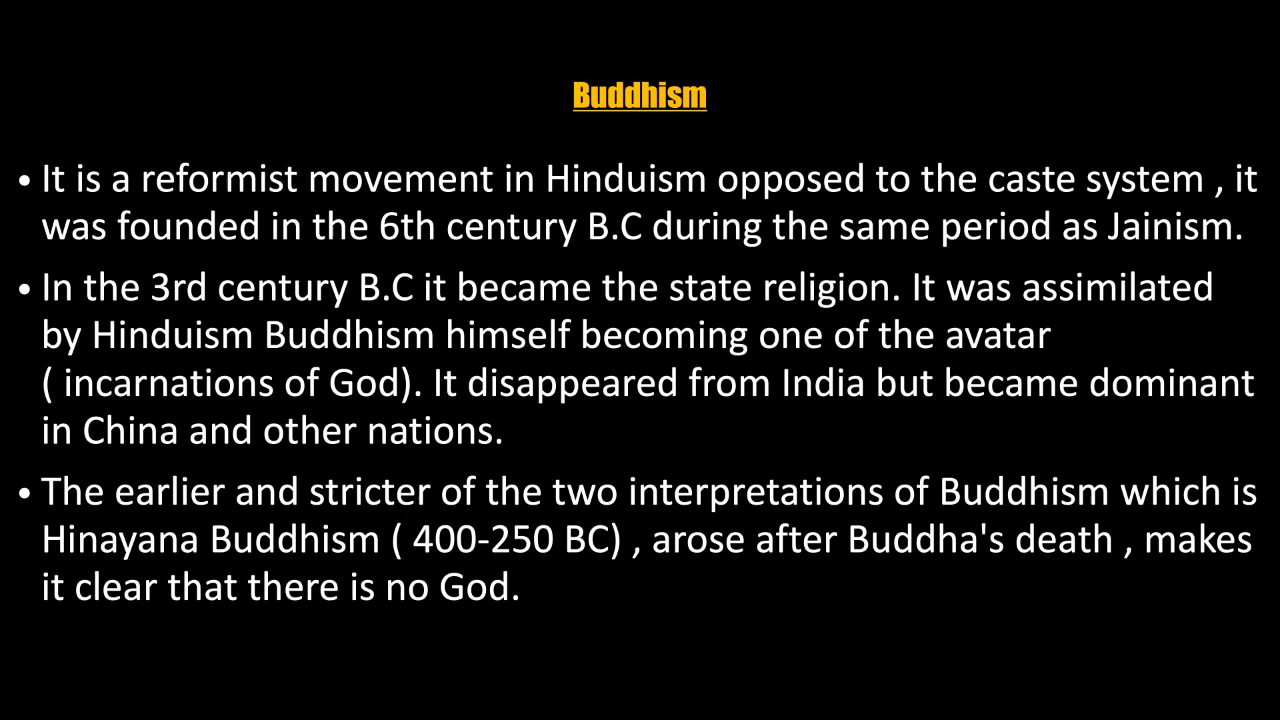 Buddhism
• It is a reformist movement in Hinduism opposed to the caste system , it
was founded in the 6th century B.C during the same period as Jainism.
• In the 3rd century B.C it became the state religion. It was assimilated
by Hinduism Buddhism himself becoming one of the avatar
( incarnations of God). It disappeared from India but became dominant
in China and other nations.
• The earlier and stricter of the two interpretations of Buddhism which is
Hinayana Buddhism ( 400-250 BC) , arose after Buddha's death , makes
it clear that there is no God.